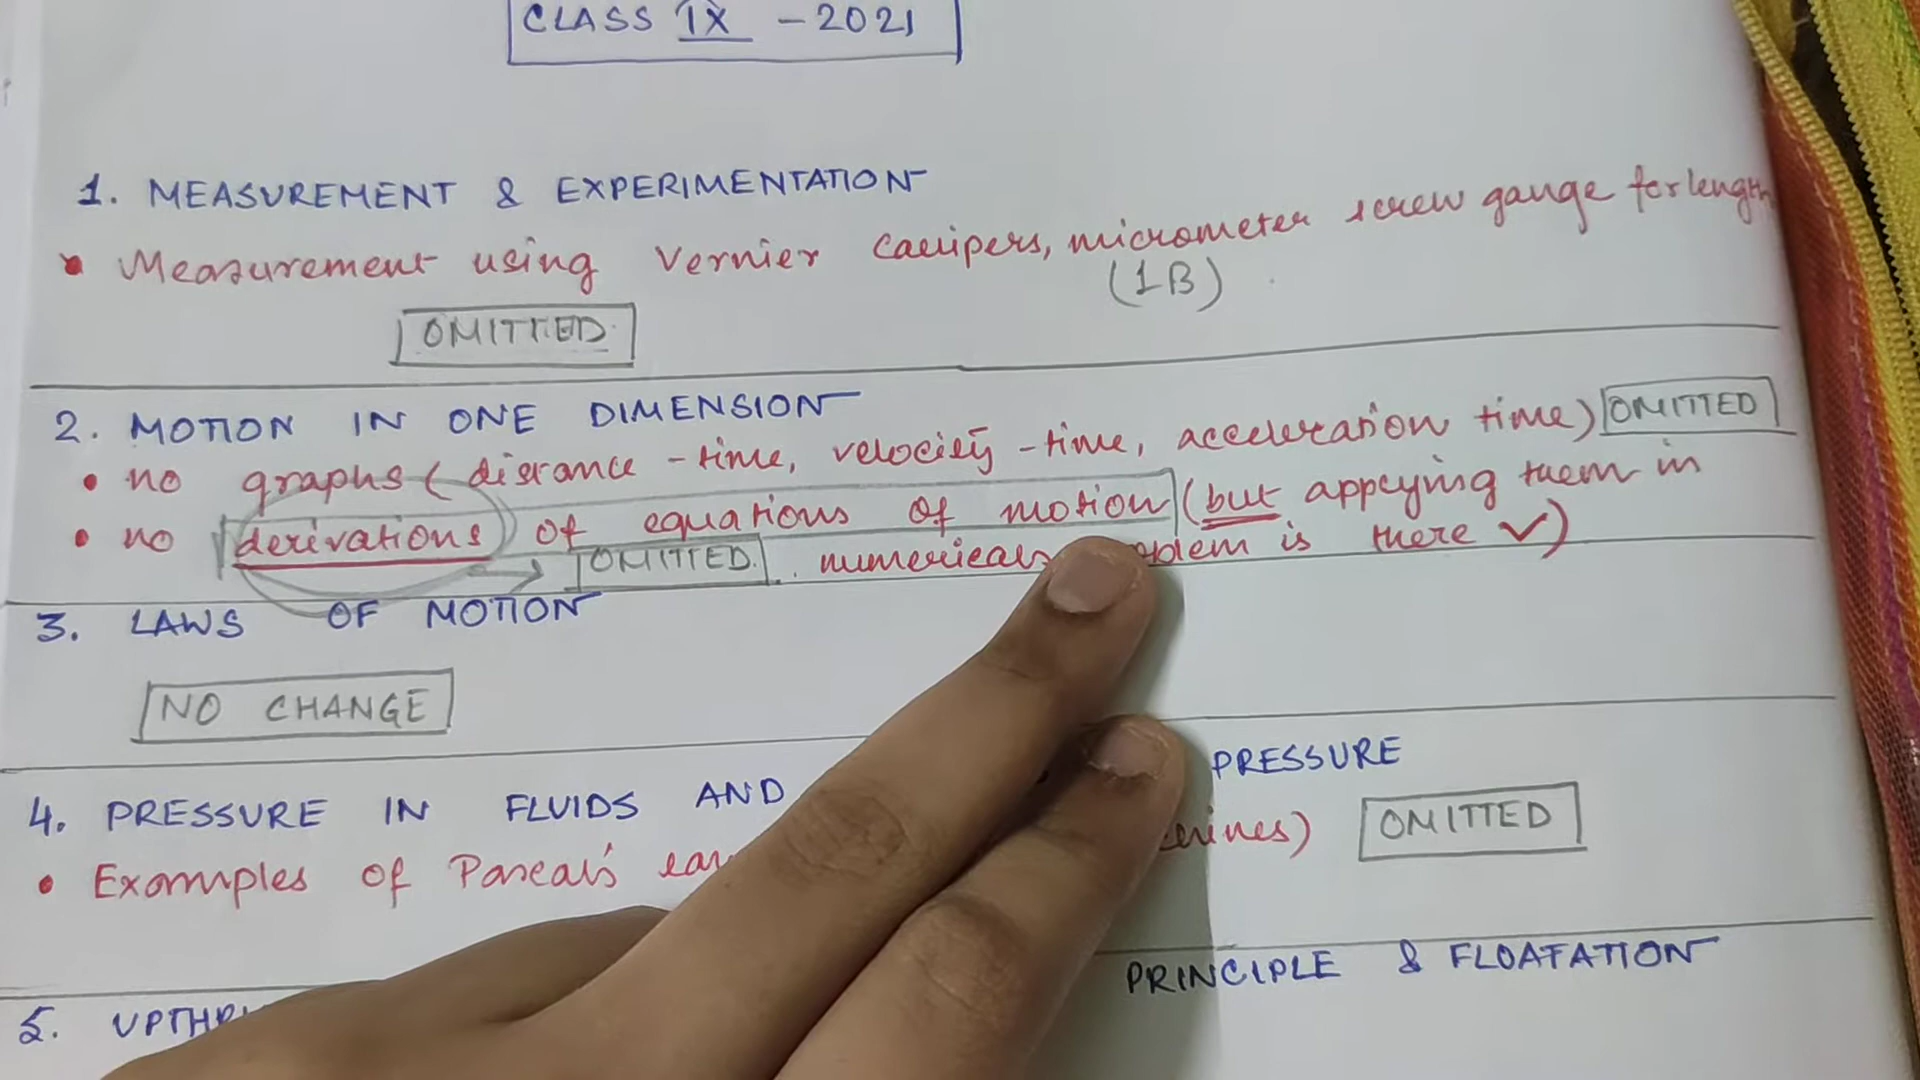 CLASS IX - 2021
1. MEASUREMENT & EXPERIMENTATION
• Measurement using Vernier Callipers, micrometer screw gauge for length
(1B)
OMITTED
2. MOTION IN ONE DIMENSION
• no graphs (distance - time, velocity - time, acceleration time) OMITTED
• no derivations of equations of motion (but applying them in
→ OMITTED. numericals problem is there ✓)
3. LAWS OF MOTION
NO CHANGE
4. PRESSURE IN FLUIDS AND PRESSURE
• Examples of Pascal's OMITTED
5. PRINCIPLE & FLOATATION